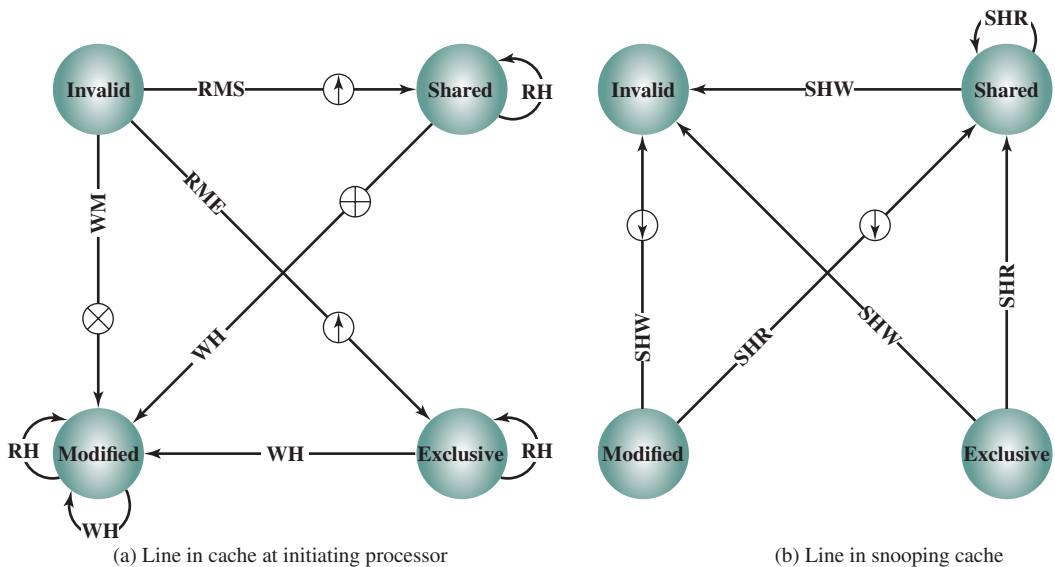 Invalid
RMS
Shared
RH
WM
RME
WH
RH
Modified
WH
Exclusive
RH
WH
(a) Line in cache at initiating processor
SHR
Invalid
SHW
Shared
SHW
SHR
SHW
SHR
Modified
Exclusive
(b) Line in snooping cache